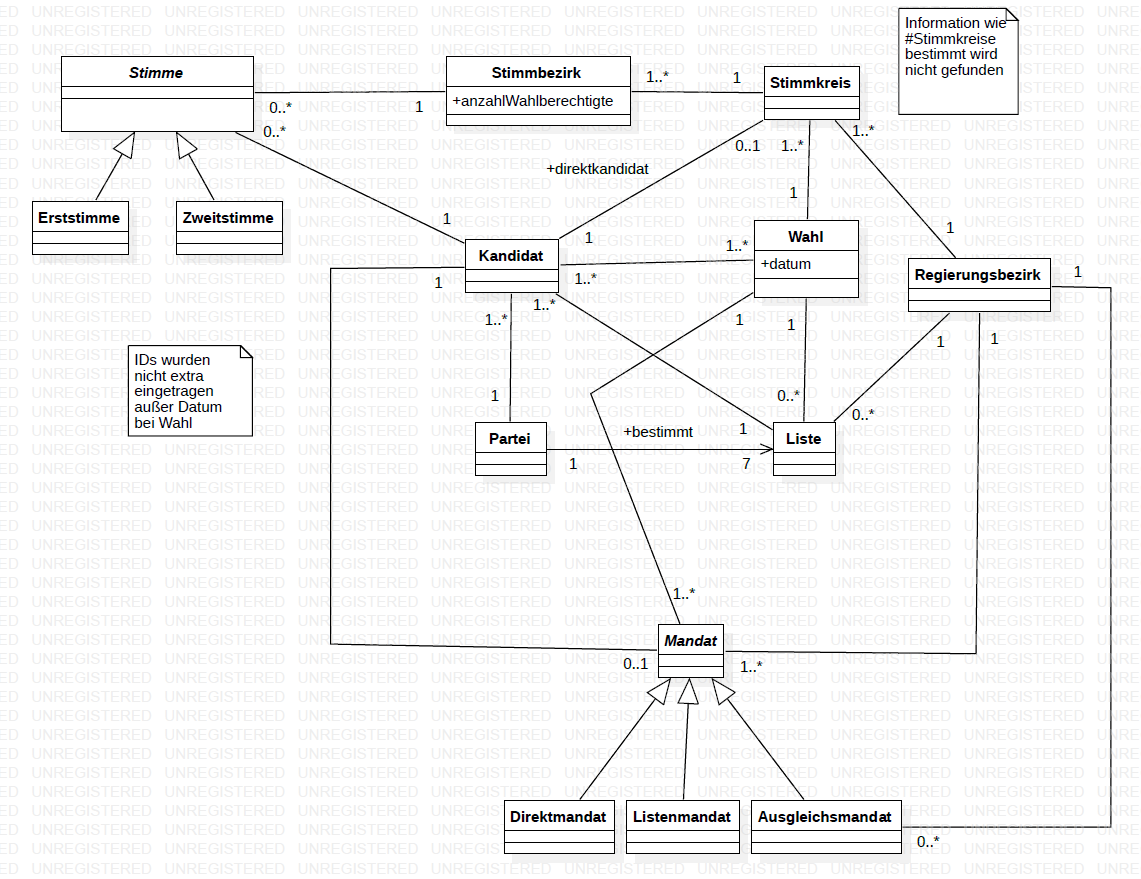 Information wie
#Stimmkreise
bestimmt wird
nicht gefunden
Stimme
Stimmbezirk
+anzahlWahlberechtigte
1..*
1
Stimmkreis
0..*
1
0..*
1..*
0..1
1..*
+direktkandidat
1
Erststimme
Zweitstimme
1
1
1
Wahl
+datum
Kandidat
1..*
1..*
Regierungsbezirk
1
1
1..*
1..*
1
1
1
1
IDs wurden
nicht extra
eingetragen
außer Datum
bei Wahl
1
0..*
0..*
Partei
+bestimmt
1
Liste
1
7
1..*
Mandat
0..1
1..*
Direktmandat
Listenmandat
Ausgleichsmandat
0..*
UNREGISTERED